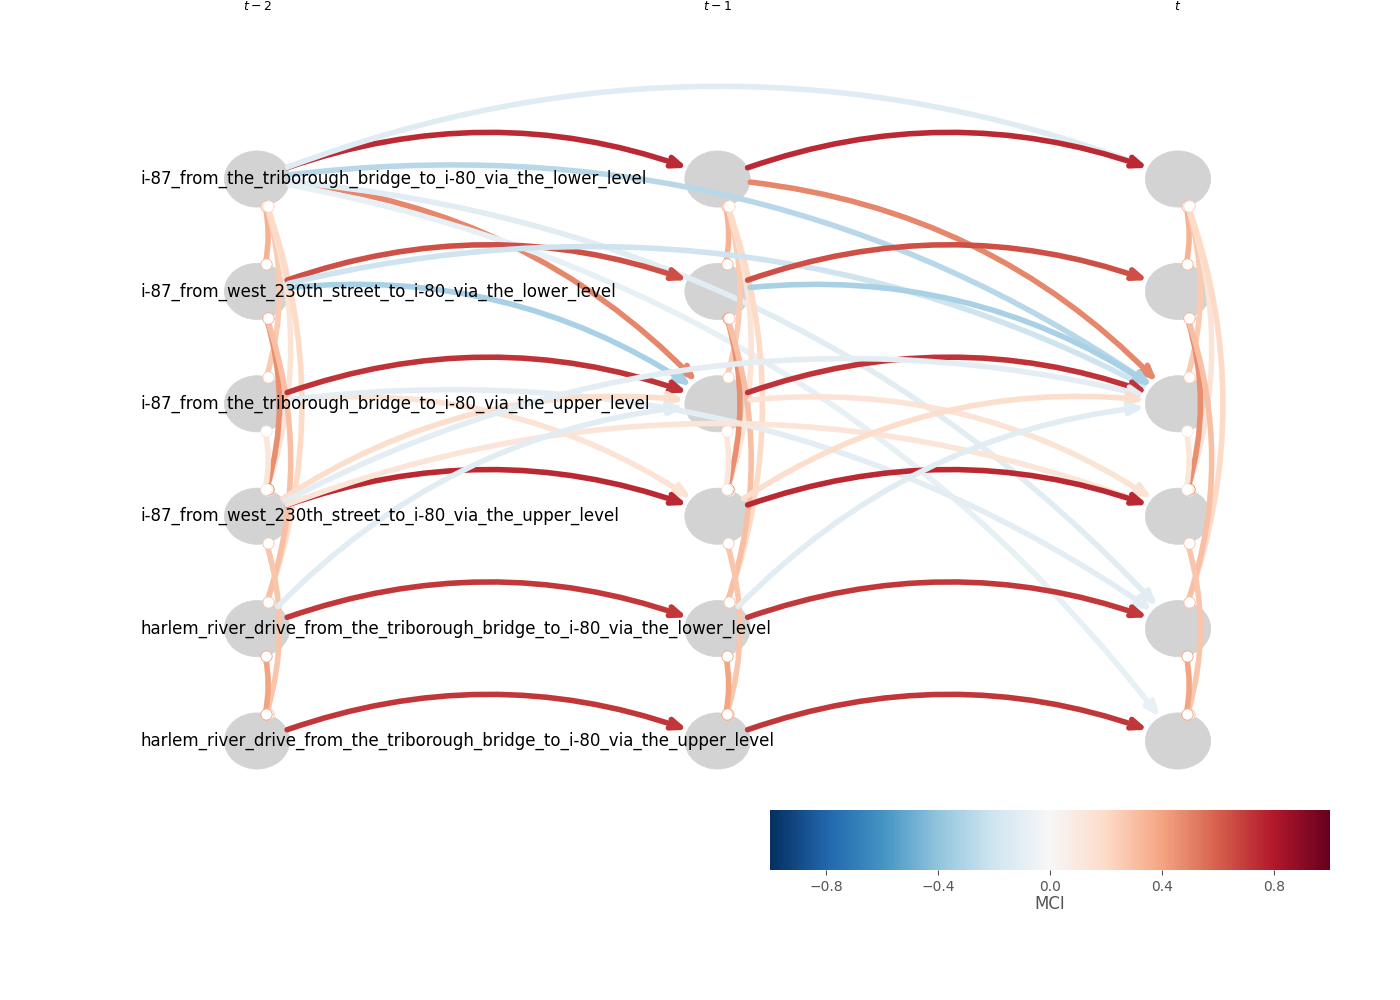 t − 2 t − 1 t
i-87_from_the_triborough_bridge_to_i-80_via_the_lower_level
i-87_from_west_230th_street_to_i-80_via_the_lower_level
i-87_from_the_triborough_bridge_to_i-80_via_the_upper_level
i-87_from_west_230th_street_to_i-80_via_the_upper_level
harlem_river_drive_from_the_triborough_bridge_to_i-80_via_the_lower_level
harlem_river_drive_from_the_triborough_bridge_to_i-80_via_the_upper_level
−0.8 −0.4 0.0 0.4 0.8
MCI